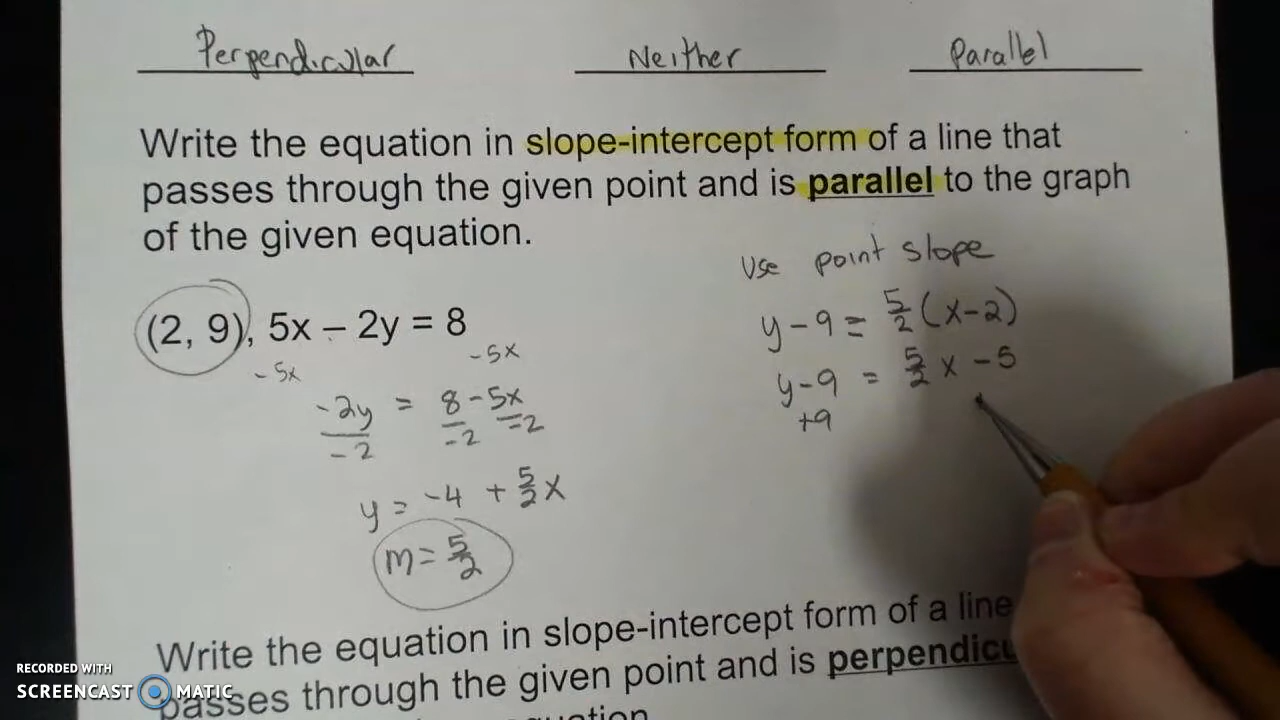 Perpendicular Neither Parallel
Write the equation in slope-intercept form of a line that
passes through the given point and is parallel to the graph
of the given equation.
(2, 9), 5x – 2y = 8
- 5x -5x
-2y = 8 - 5x
-2 -2 -2
y = -4 + 5/2 x
m = 5/2
Use point slope
y - 9 = 5/2 (x - 2)
y - 9 = 5/2 x - 5
+9
Write the equation in slope-intercept form of a line
passes through the given point and is
RECORDED WITH
SCREENCAST MATIC